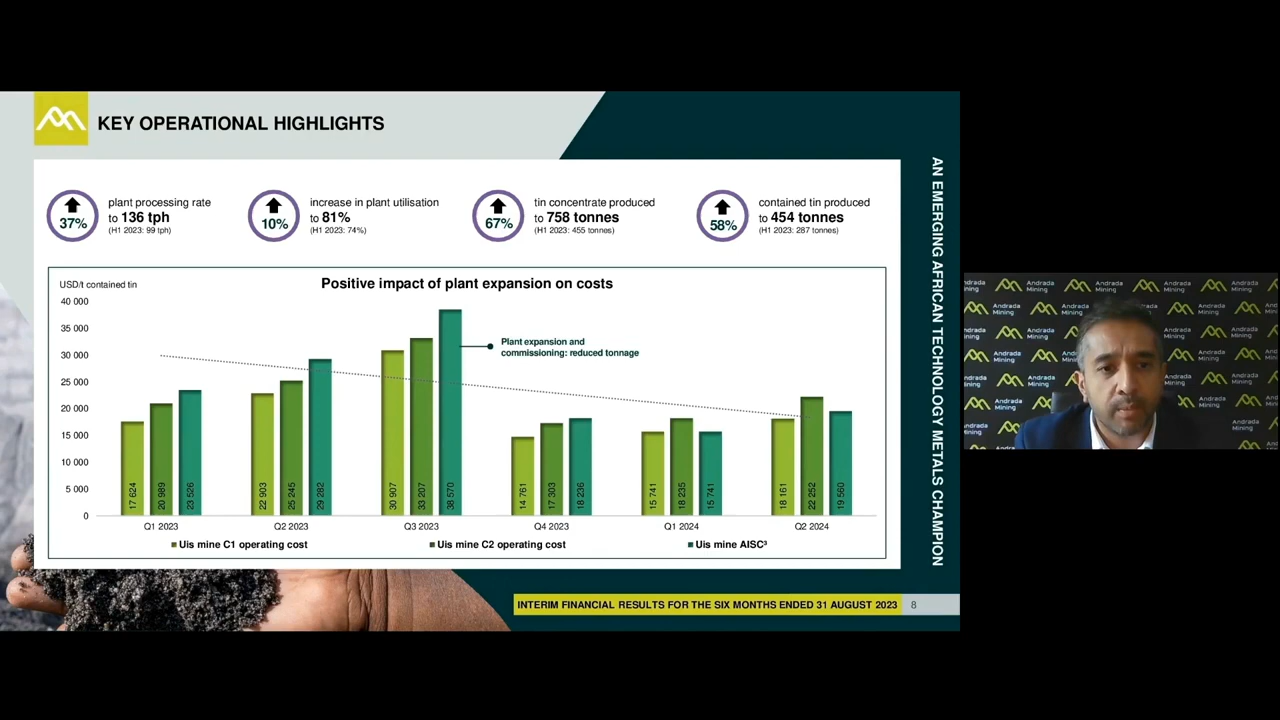 KEY OPERATIONAL HIGHLIGHTS
37%
plant processing rate
to 136 tph
(H1 2023: 99 tph)
10%
increase in plant utilisation
to 81%
(H1 2023: 74%)
67%
tin concentrate produced
to 758 tonnes
(H1 2023: 455 tonnes)
58%
contained tin produced
to 454 tonnes
(H1 2023: 287 tonnes)
USD/t contained tin
Positive impact of plant expansion on costs
40 000
35 000
30 000
25 000
20 000
15 000
10 000
5 000
0
Plant expansion and
commissioning: reduced tonnage
17 624
20 989
23 526
22 903
25 245
29 282
30 907
33 207
38 570
14 761
17 303
18 236
15 741
18 235
15 741
18 161
22 252
19 560
Q1 2023
Q2 2023
Q3 2023
Q4 2023
Q1 2024
Q2 2024
Uis mine C1 operating cost
Uis mine C2 operating cost
Uis mine AISC³
INTERIM FINANCIAL RESULTS FOR THE SIX MONTHS ENDED 31 AUGUST 2023
8
AN EMERGING AFRICAN TECHNOLOGY METALS CHAMPION
Andrada
Mining